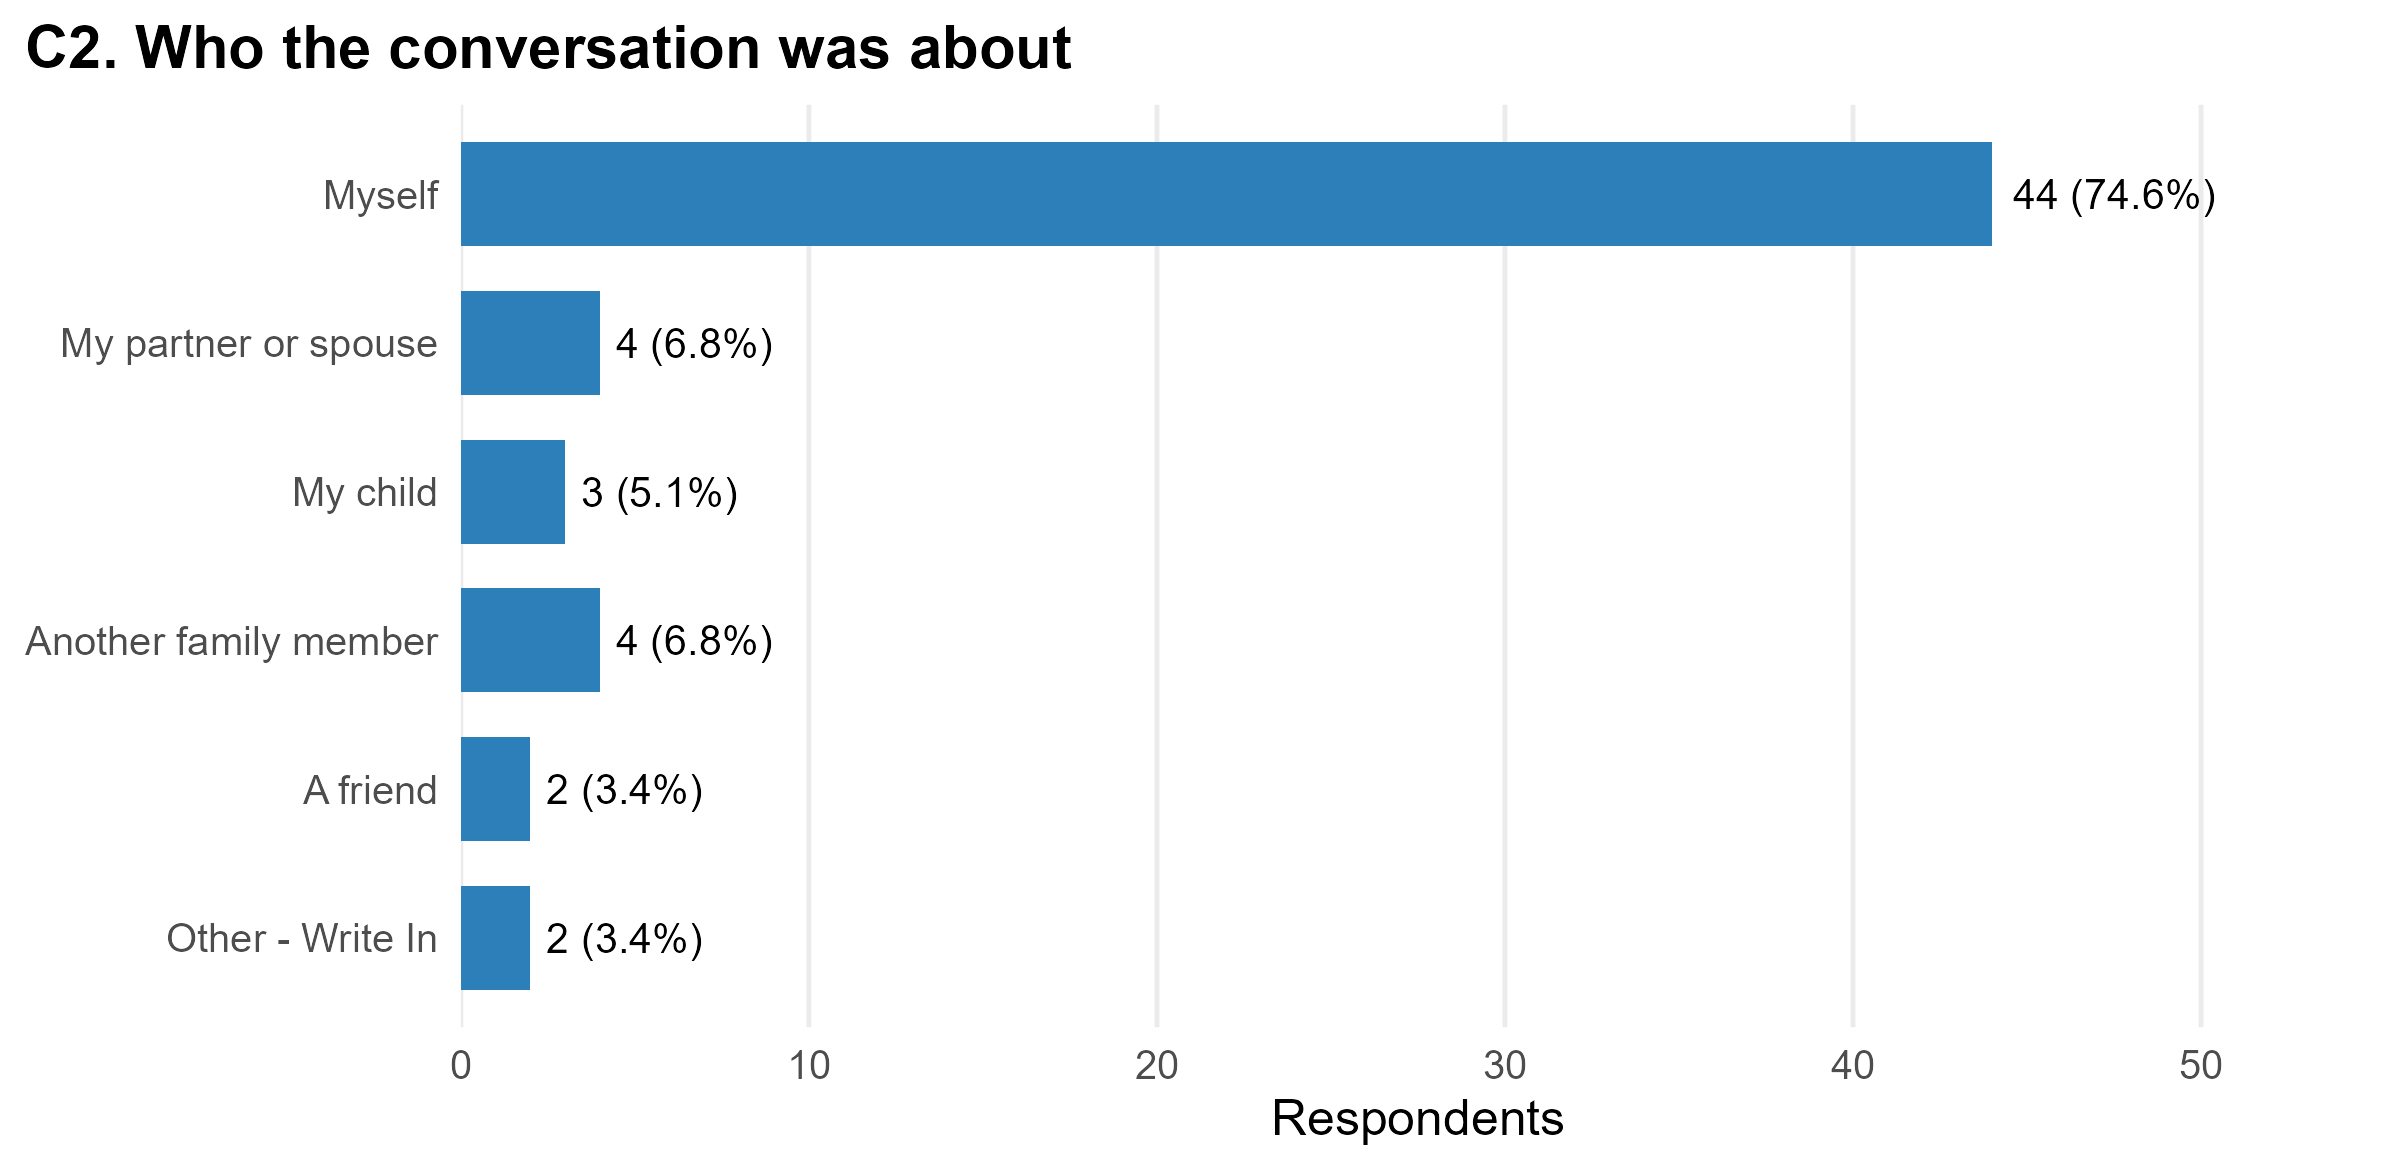 C2. Who the conversation was about
Myself 44 (74.6%)
My partner or spouse 4 (6.8%)
My child 3 (5.1%)
Another family member 4 (6.8%)
A friend 2 (3.4%)
Other - Write In 2 (3.4%)
0 10 20 30 40 50
Respondents